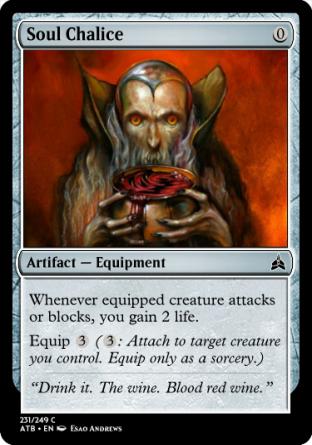 Soul Chalice 0
Artifact — Equipment
Whenever equipped creature attacks
or blocks, you gain 2 life.
Equip 3 (3: Attach to target creature
you control. Equip only as a sorcery.)
“Drink it. The wine. Blood red wine.”
231/249 C
ATB • EN Esao Andrews